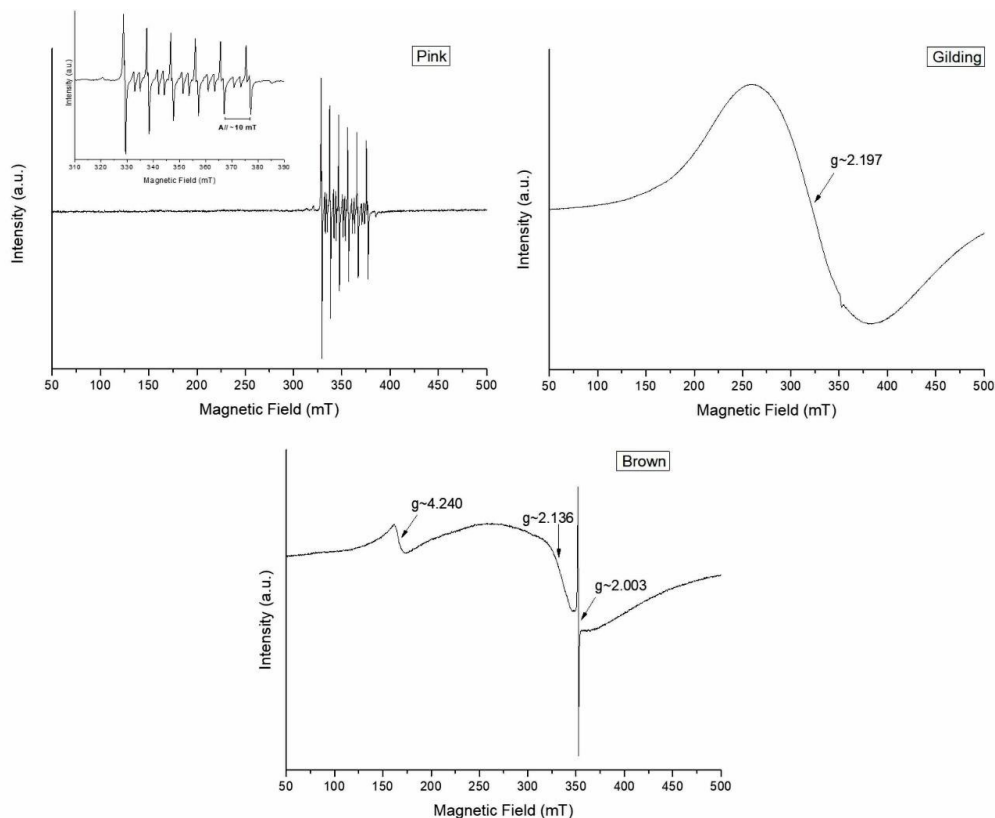 Pink
Intensity (a.u.)
A// ~10 mT
310 320 330 340 350 360 370 380 390
Magnetic Field (mT)
Intensity (a.u.)
50 100 150 200 250 300 350 400 450 500
Magnetic Field (mT)
Gilding
g~2.197
Intensity (a.u.)
50 100 150 200 250 300 350 400 450 500
Magnetic Field (mT)
Brown
g~4.240
g~2.136
g~2.003
Intensity (a.u.)
50 100 150 200 250 300 350 400 450 500
Magnetic Field (mT)